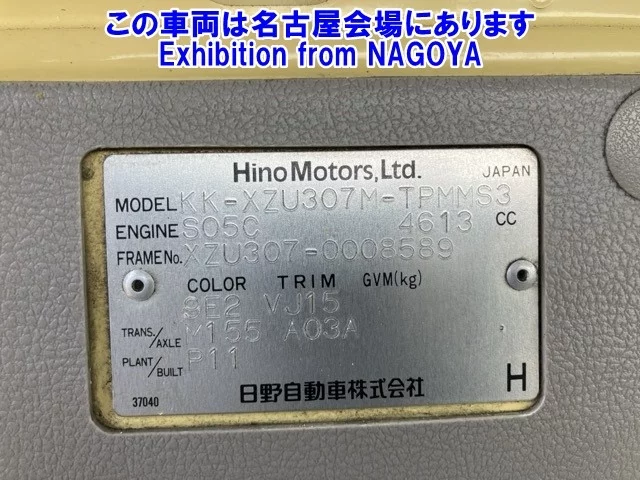 この車両は名古屋会場にあります
Exhibition from NAGOYA
Hino Motors, Ltd. JAPAN
MODEL KK-XZU307M-TPMMS3
ENGINE S05C 4613 CC
FRAME No. XZU307-0008589
COLOR TRIM GVM(kg)
SE2 VJ15
TRANS./AXLE M155 A03A
PLANT/BUILT P11
日野自動車株式会社 H
37040